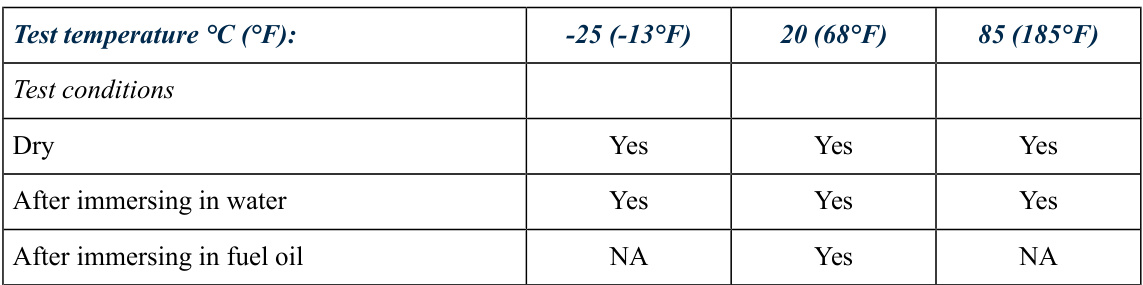 Test temperature °C (°F): -25 (-13°F) 20 (68°F) 85 (185°F)
Test conditions
Dry Yes Yes Yes
After immersing in water Yes Yes Yes
After immersing in fuel oil NA Yes NA